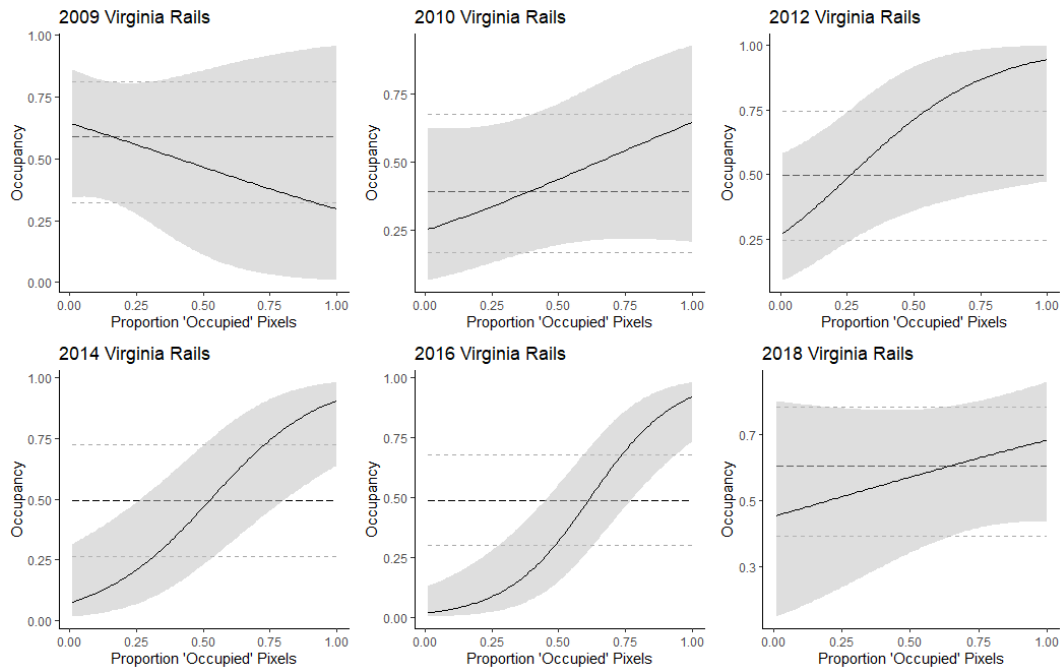 2009 Virginia Rails
1.00
0.75
0.50
0.25
0.00
Occupancy
0.00 0.25 0.50 0.75 1.00
Proportion 'Occupied' Pixels
2010 Virginia Rails
0.75
0.50
0.25
Occupancy
0.00 0.25 0.50 0.75 1.00
Proportion 'Occupied' Pixels
2012 Virginia Rails
1.00
0.75
0.50
0.25
Occupancy
0.00 0.25 0.50 0.75 1.00
Proportion 'Occupied' Pixels
2014 Virginia Rails
1.00
0.75
0.50
0.25
0.00
Occupancy
0.00 0.25 0.50 0.75 1.00
Proportion 'Occupied' Pixels
2016 Virginia Rails
1.00
0.75
0.50
0.25
0.00
Occupancy
0.00 0.25 0.50 0.75 1.00
Proportion 'Occupied' Pixels
2018 Virginia Rails
0.7
0.5
0.3
Occupancy
0.00 0.25 0.50 0.75 1.00
Proportion 'Occupied' Pixels